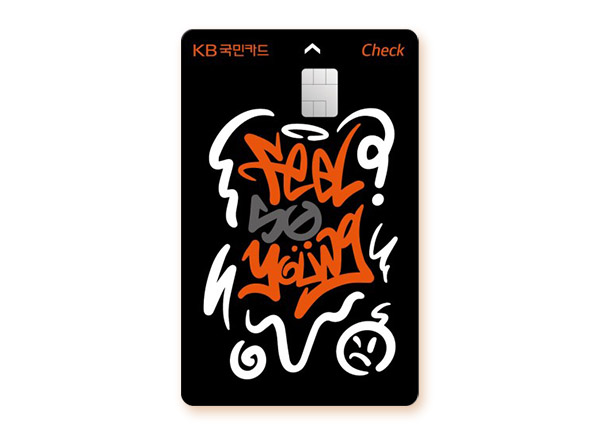 KB 국민카드 Check
feel
so
young